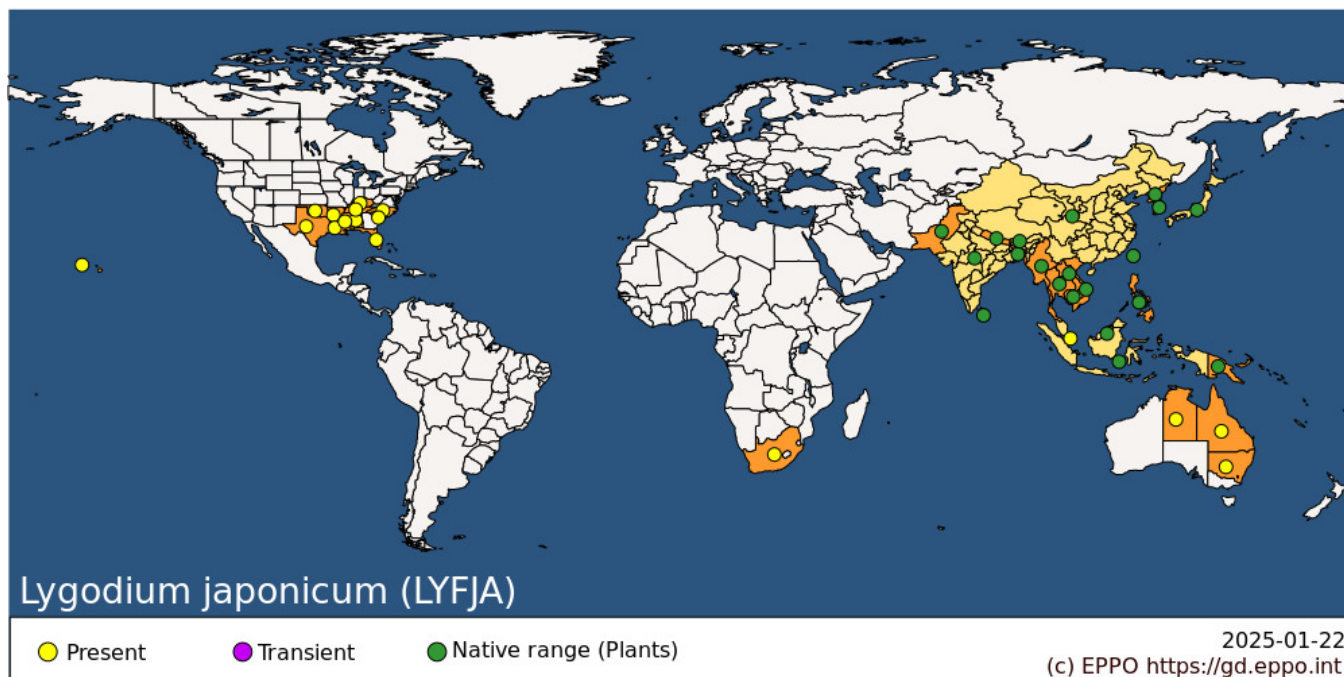 Lygodium japonicum (LYFJA)
Present
Transient
Native range (Plants)
2025-01-22
(c) EPPO https://gd.eppo.int